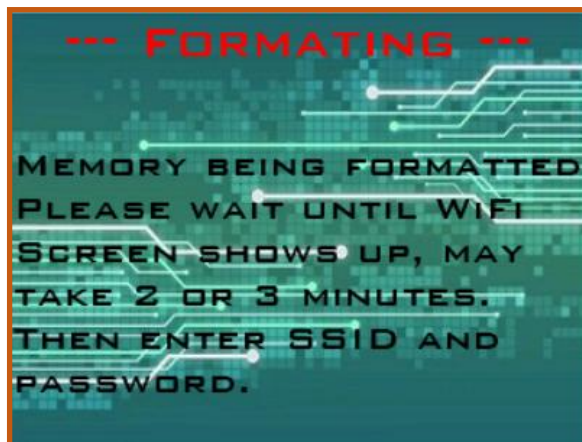 --- FORMATING ---
MEMORY BEING FORMATTED
PLEASE WAIT UNTIL WIFI
SCREEN SHOWS UP, MAY
TAKE 2 OR 3 MINUTES.
THEN ENTER SSID AND
PASSWORD.